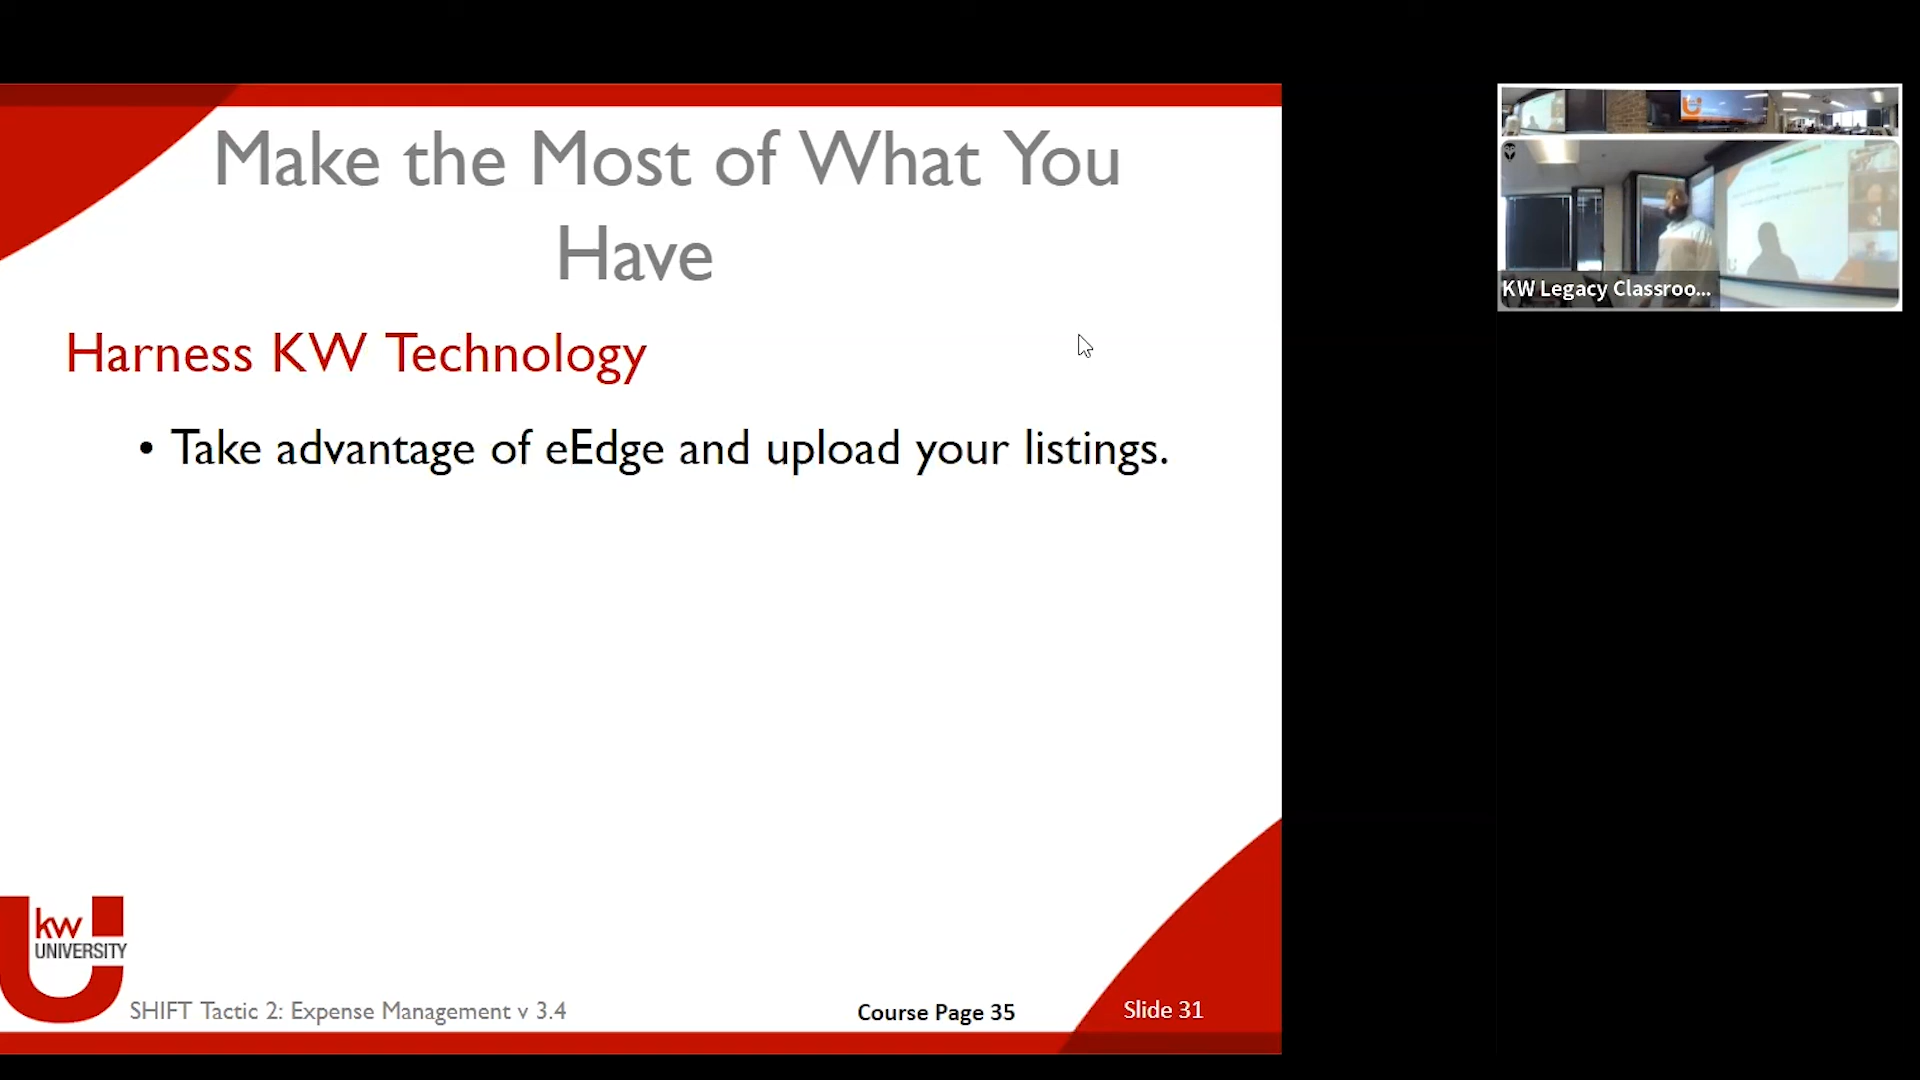 Make the Most of What You
Have
Harness KW Technology
• Take advantage of eEdge and upload your listings.
kw
UNIVERSITY
SHIFT Tactic 2: Expense Management v 3.4
Course Page 35
Slide 31
KW Legacy Classroo...